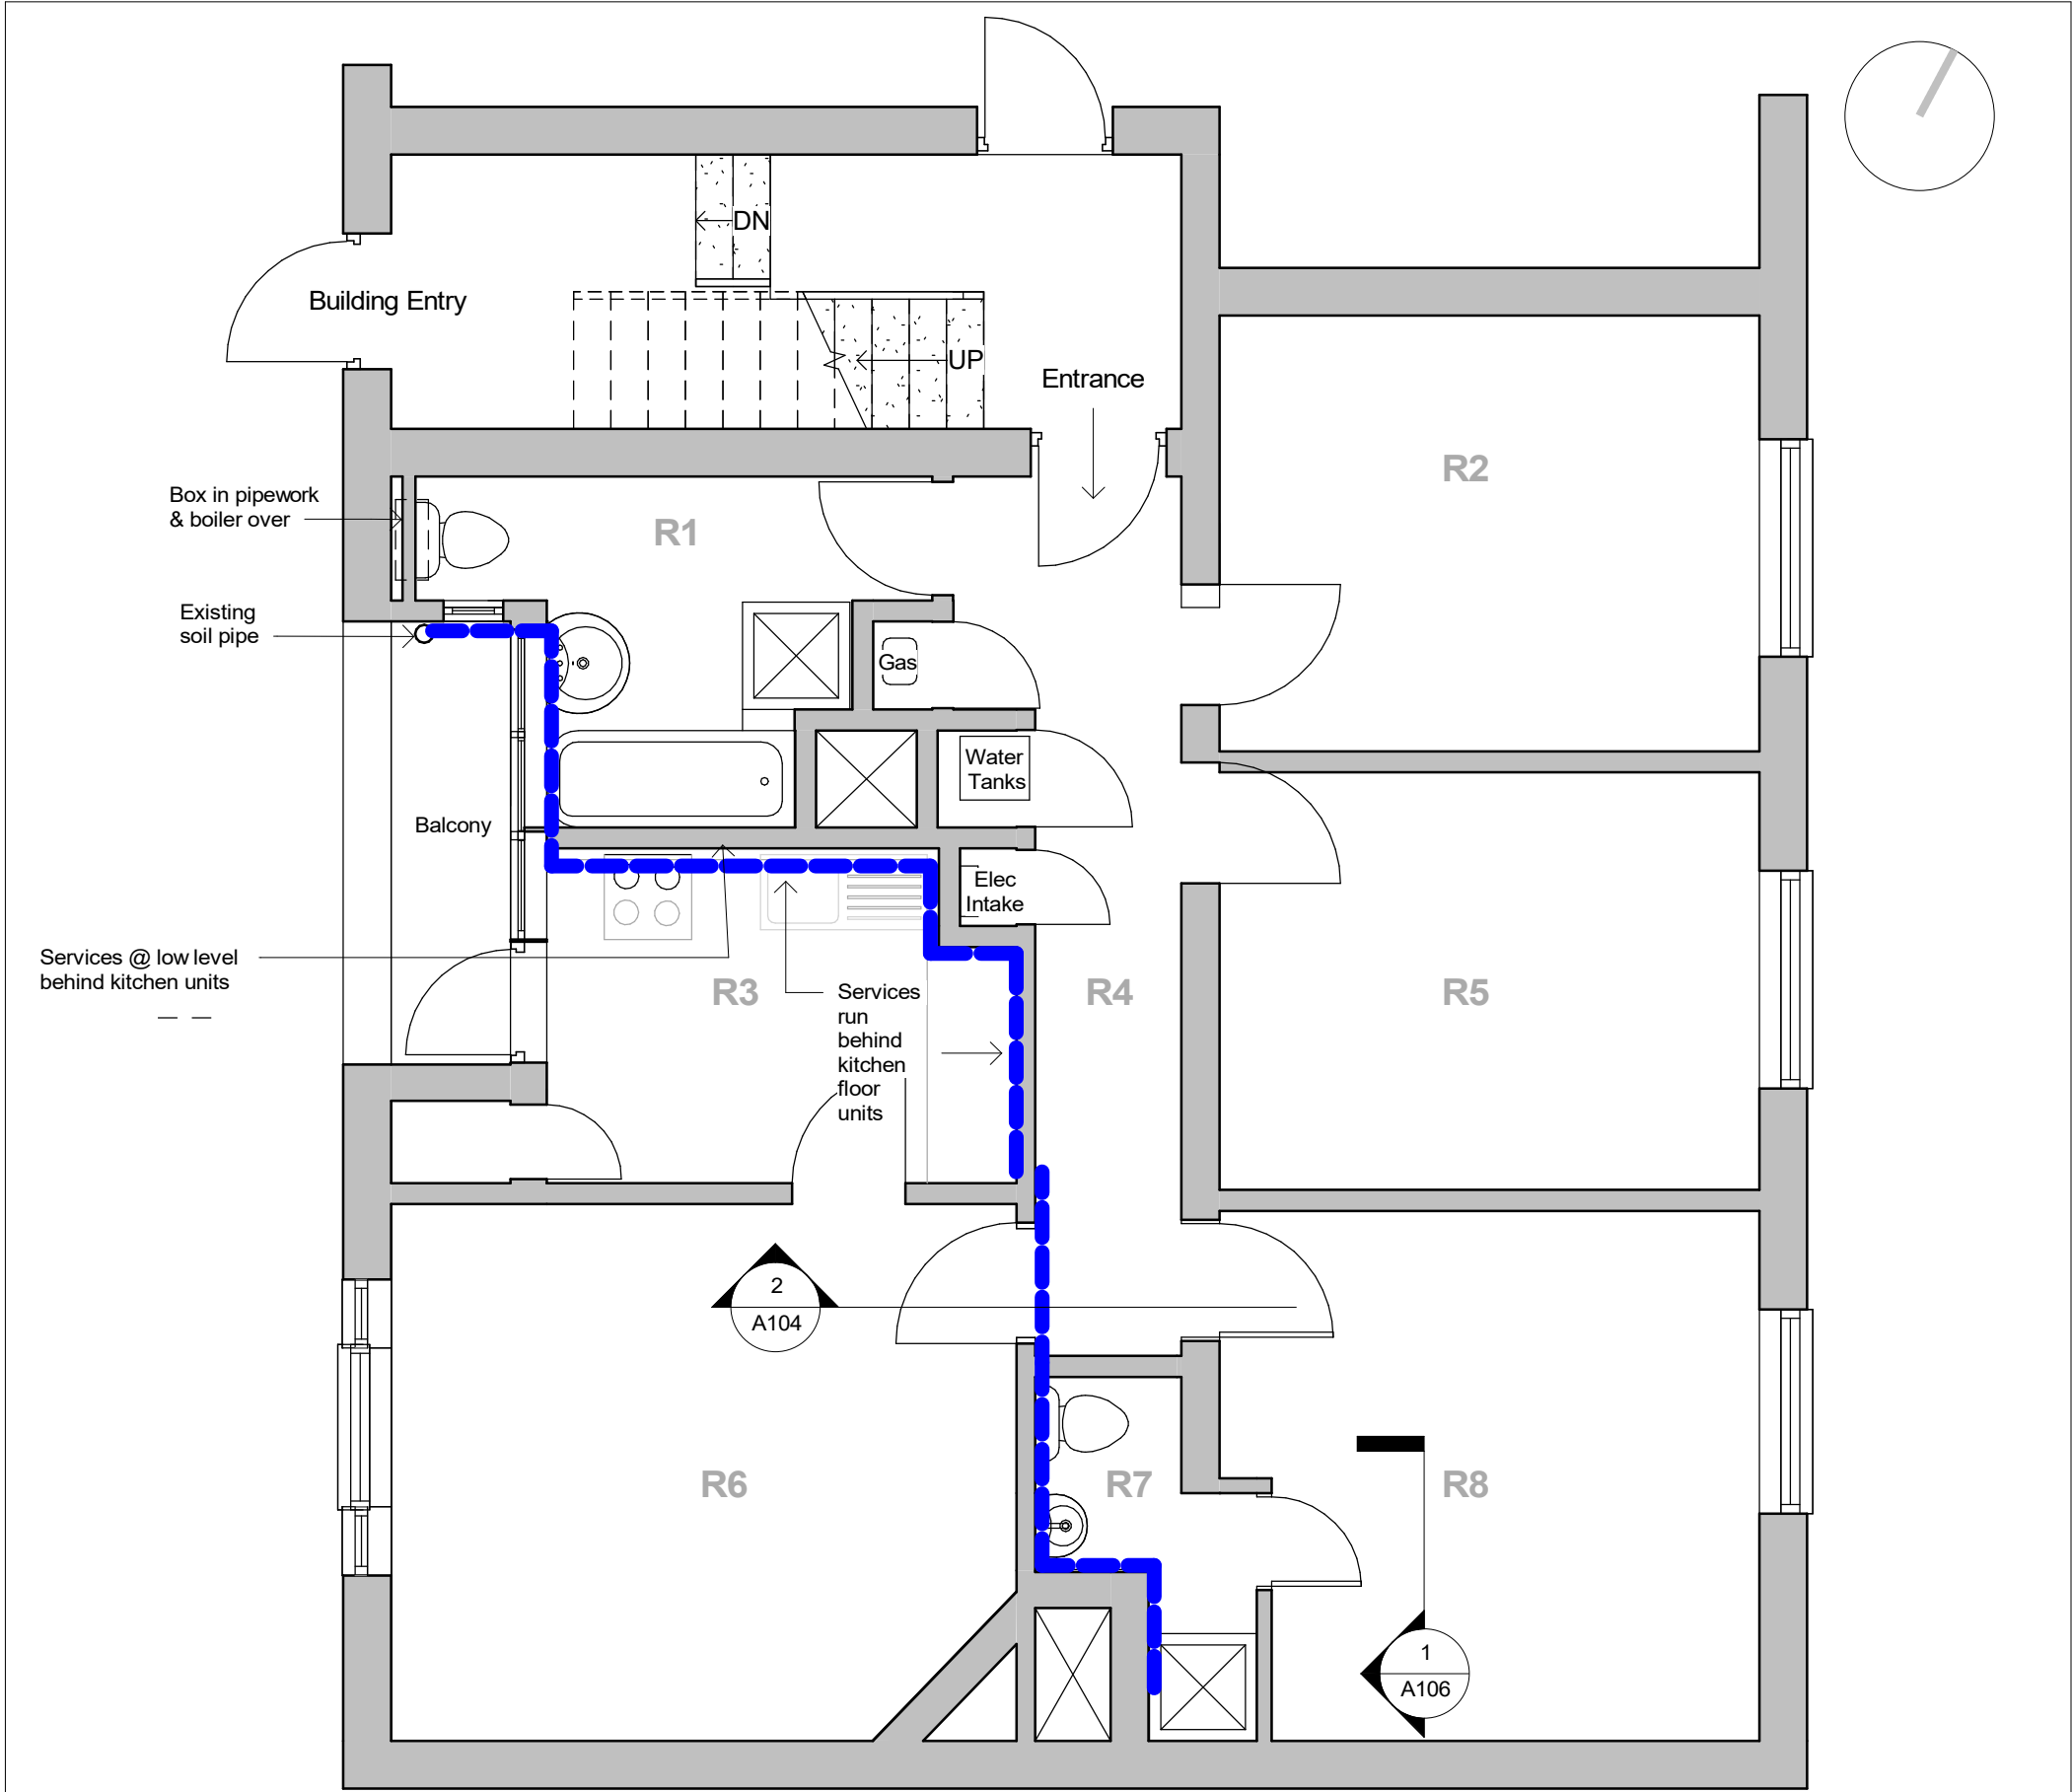 DN
Building Entry
UP
Entrance
R2
Box in pipework
& boiler over
R1
Existing
soil pipe
Gas
Water
Tanks
Balcony
Elec
Intake
Services @ low level
behind kitchen units
R3
Services
run
behind
kitchen
floor
units
R4
R5
2
A104
R6
R7
R8
1
A106